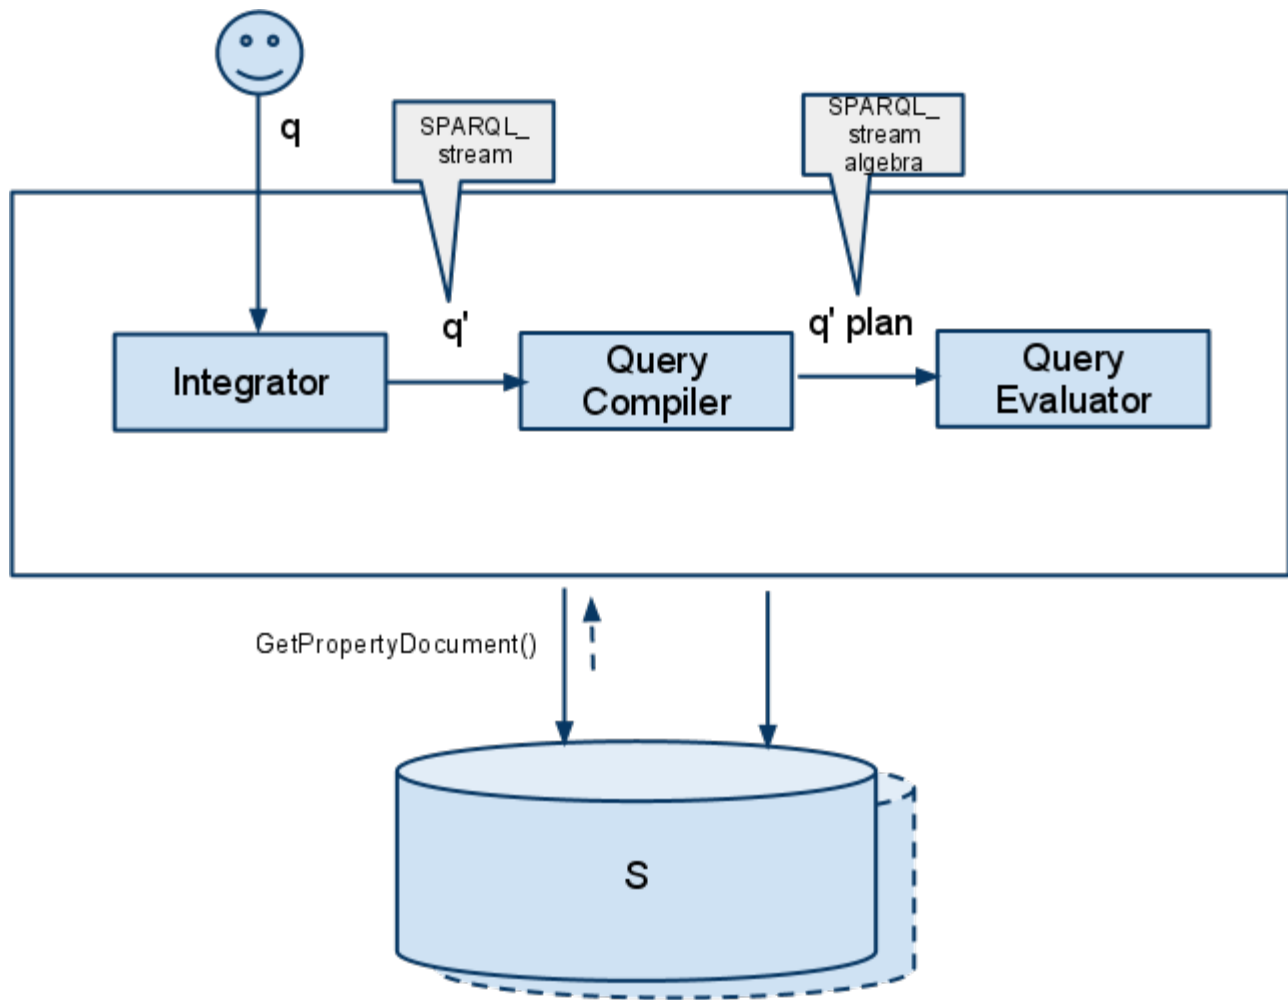 q
SPARQL_
stream
SPARQL_
stream
algebra
q'
q' plan
Integrator
Query
Compiler
Query
Evaluator
GetPropertyDocument()
S